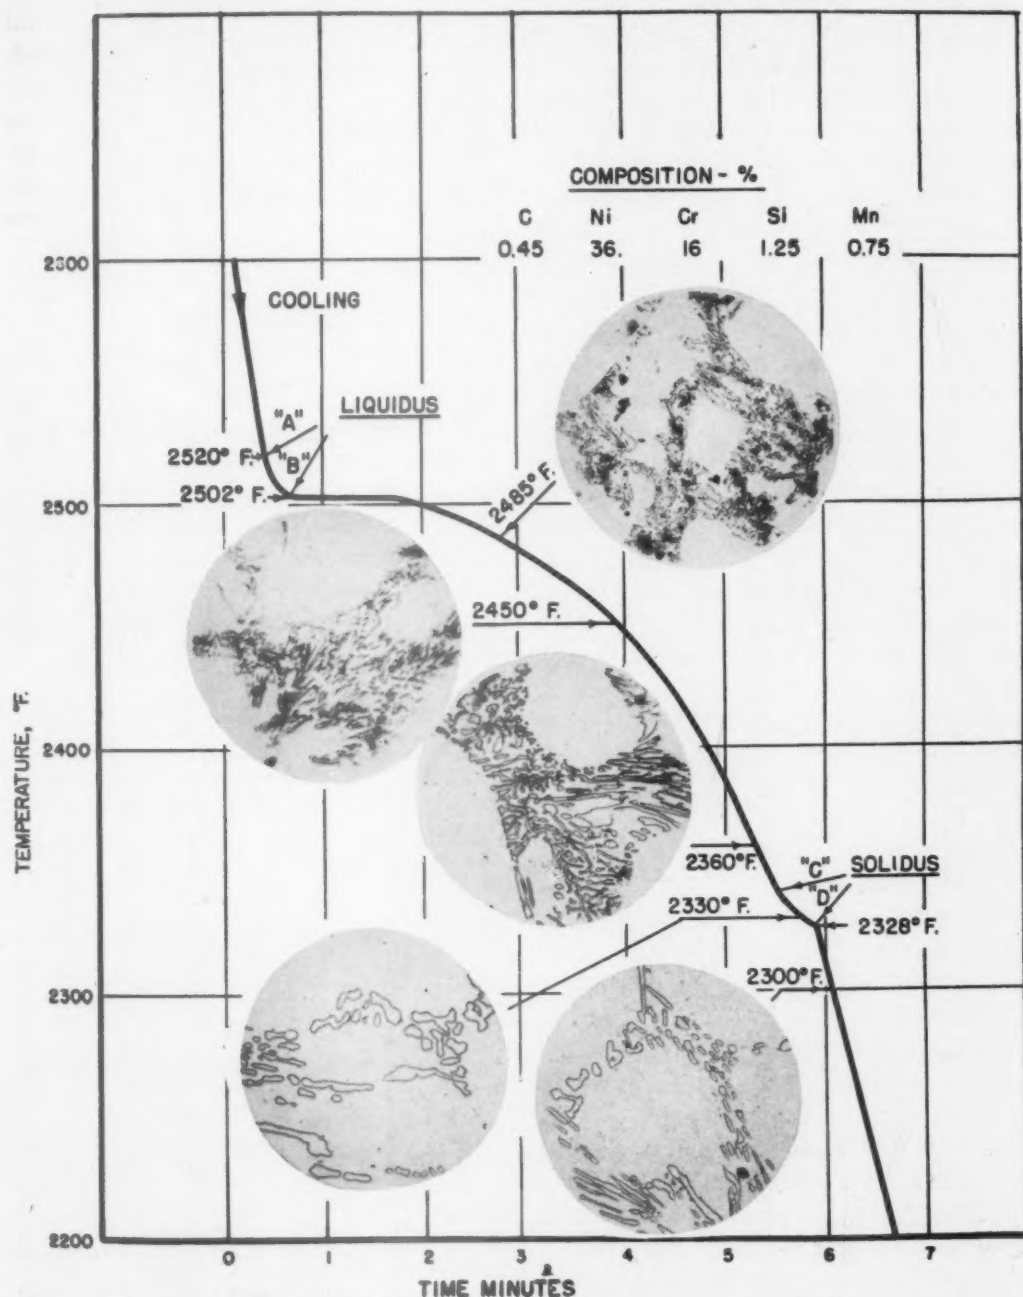 COMPOSITION - %
C Ni Cr Si Mn
0.45 36. 16 1.25 0.75
2300
COOLING
"A"
LIQUIDUS
2520° F.
"B"
2502° F.
2500
2485° F.
2450° F.
TEMPERATURE, °F.
2400
2360° F.
"C"
SOLIDUS
"D"
2330° F.
2328° F.
2300
2300° F.
2200
0 1 2 3 4 5 6 7
TIME MINUTES